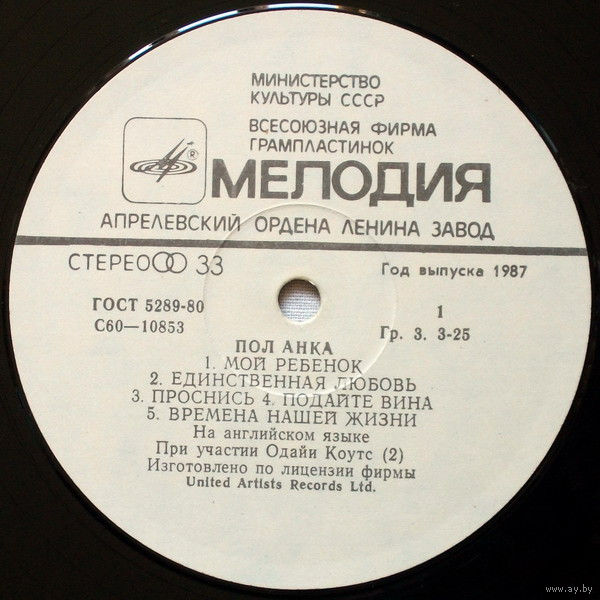 МИНИСТЕРСТВО
КУЛЬТУРЫ СССР
ВСЕСОЮЗНАЯ ФИРМА
ГРАМПЛАСТИНОК
®
МЕЛОДИЯ
АПРЕЛЕВСКИЙ ОРДЕНА ЛЕНИНА ЗАВОД
СТЕРЕО 33
Год выпуска 1987
ГОСТ 5289-80
С60—10853
1
Гр. 3. 3-25
ПОЛ АНКА
1. МОЙ РЕБЕНОК
2. ЕДИНСТВЕННАЯ ЛЮБОВЬ
3. ПРОСНИСЬ 4. ПОДАЙТЕ ВИНА
5. ВРЕМЕНА НАШЕЙ ЖИЗНИ
На английском языке
При участии Одайи Коутс (2)
Изготовлено по лицензии фирмы
United Artists Records Ltd.
www.ay.by